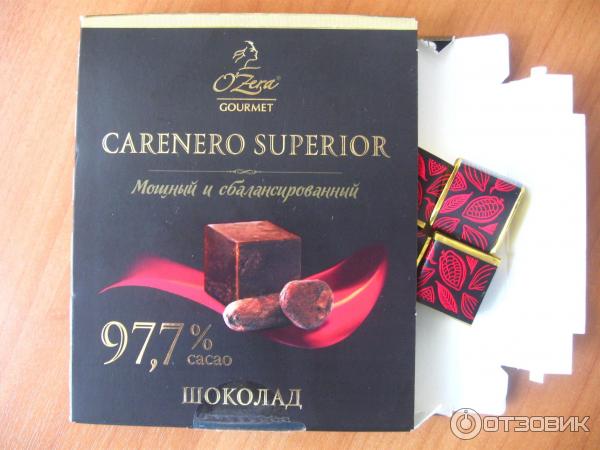 O'Zera®
GOURMET
CARENERO SUPERIOR
Мощный и сбалансированный
97,7%
cacao
ШОКОЛАД
ОТЗОВИК